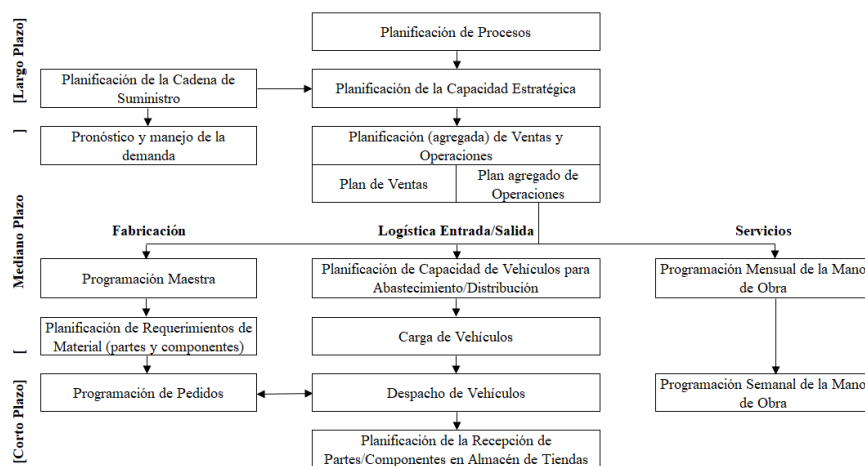 Planificación de Procesos
[Largo Plazo]
Planificación de la Cadena de
Suministro
Planificación de la Capacidad Estratégica
Pronóstico y manejo de la
demanda
Planificación (agregada) de Ventas y
Operaciones
Plan de Ventas
Plan agregado de
Operaciones
] Mediano Plazo [
Fabricación
Logística Entrada/Salida
Servicios
Programación Maestra
Planificación de Capacidad de Vehículos para
Abastecimiento/Distribución
Programación Mensual de la Mano
de Obra
Planificación de Requerimientos de
Material (partes y componentes)
Carga de Vehículos
[Corto Plazo]
Programación de Pedidos
Despacho de Vehículos
Programación Semanal de la Mano
de Obra
Planificación de la Recepción de
Partes/Componentes en Almacén de Tiendas